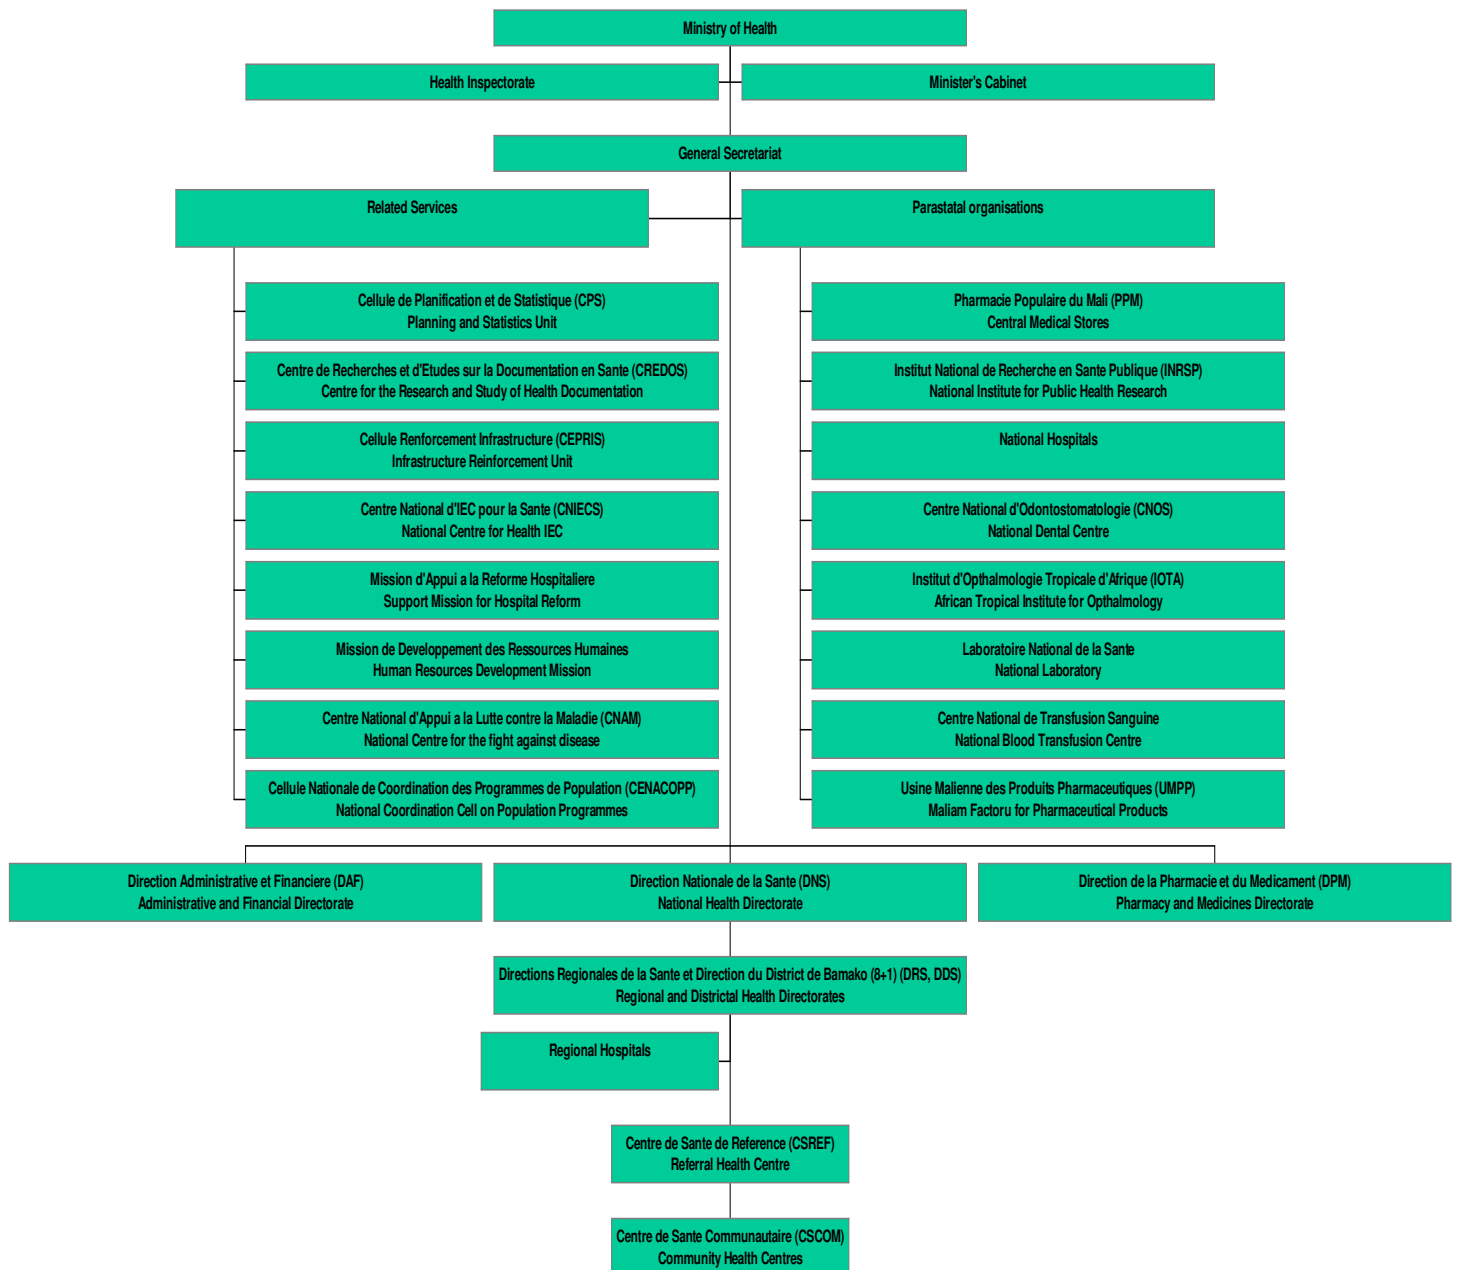 Ministry of Health
Health Inspectorate
Minister's Cabinet
General Secretariat
Related Services
Parastatal organisations
Cellule de Planification et de Statistique (CPS)
Planning and Statistics Unit
Centre de Recherches et d'Etudes sur la Documentation en Sante (CREDOS)
Centre for the Research and Study of Health Documentation
Cellule Renforcement Infrastructure (CEPRIS)
Infrastructure Reinforcement Unit
Centre National d'IEC pour la Sante (CNIECS)
National Centre for Health IEC
Mission d'Appui a la Reforme Hospitaliere
Support Mission for Hospital Reform
Mission de Developpement des Ressources Humaines
Human Resources Development Mission
Centre National d'Appui a la Lutte contre la Maladie (CNAM)
National Centre for the fight against disease
Cellule Nationale de Coordination des Programmes de Population (CENACOPP)
National Coordination Cell on Population Programmes
Pharmacie Populaire du Mali (PPM)
Central Medical Stores
Institut National de Recherche en Sante Publique (INRSP)
National Institute for Public Health Research
National Hospitals
Centre National d'Odontostomatologie (CNOS)
National Dental Centre
Institut d'Opthalmologie Tropicale d'Afrique (IOTA)
African Tropical Institute for Opthalmology
Laboratoire National de la Sante
National Laboratory
Centre National de Transfusion Sanguine
National Blood Transfusion Centre
Usine Malienne des Produits Pharmaceutiques (UMPP)
Maliam Factoru for Pharmaceutical Products
Direction Administrative et Financiere (DAF)
Administrative and Financial Directorate
Direction Nationale de la Sante (DNS)
National Health Directorate
Direction de la Pharmacie et du Medicament (DPM)
Pharmacy and Medicines Directorate
Directions Regionales de la Sante et Direction du District de Bamako (8+1) (DRS, DDS)
Regional and Districtal Health Directorates
Regional Hospitals
Centre de Sante de Reference (CSREF)
Referral Health Centre
Centre de Sante Communautaire (CSCOM)
Community Health Centres